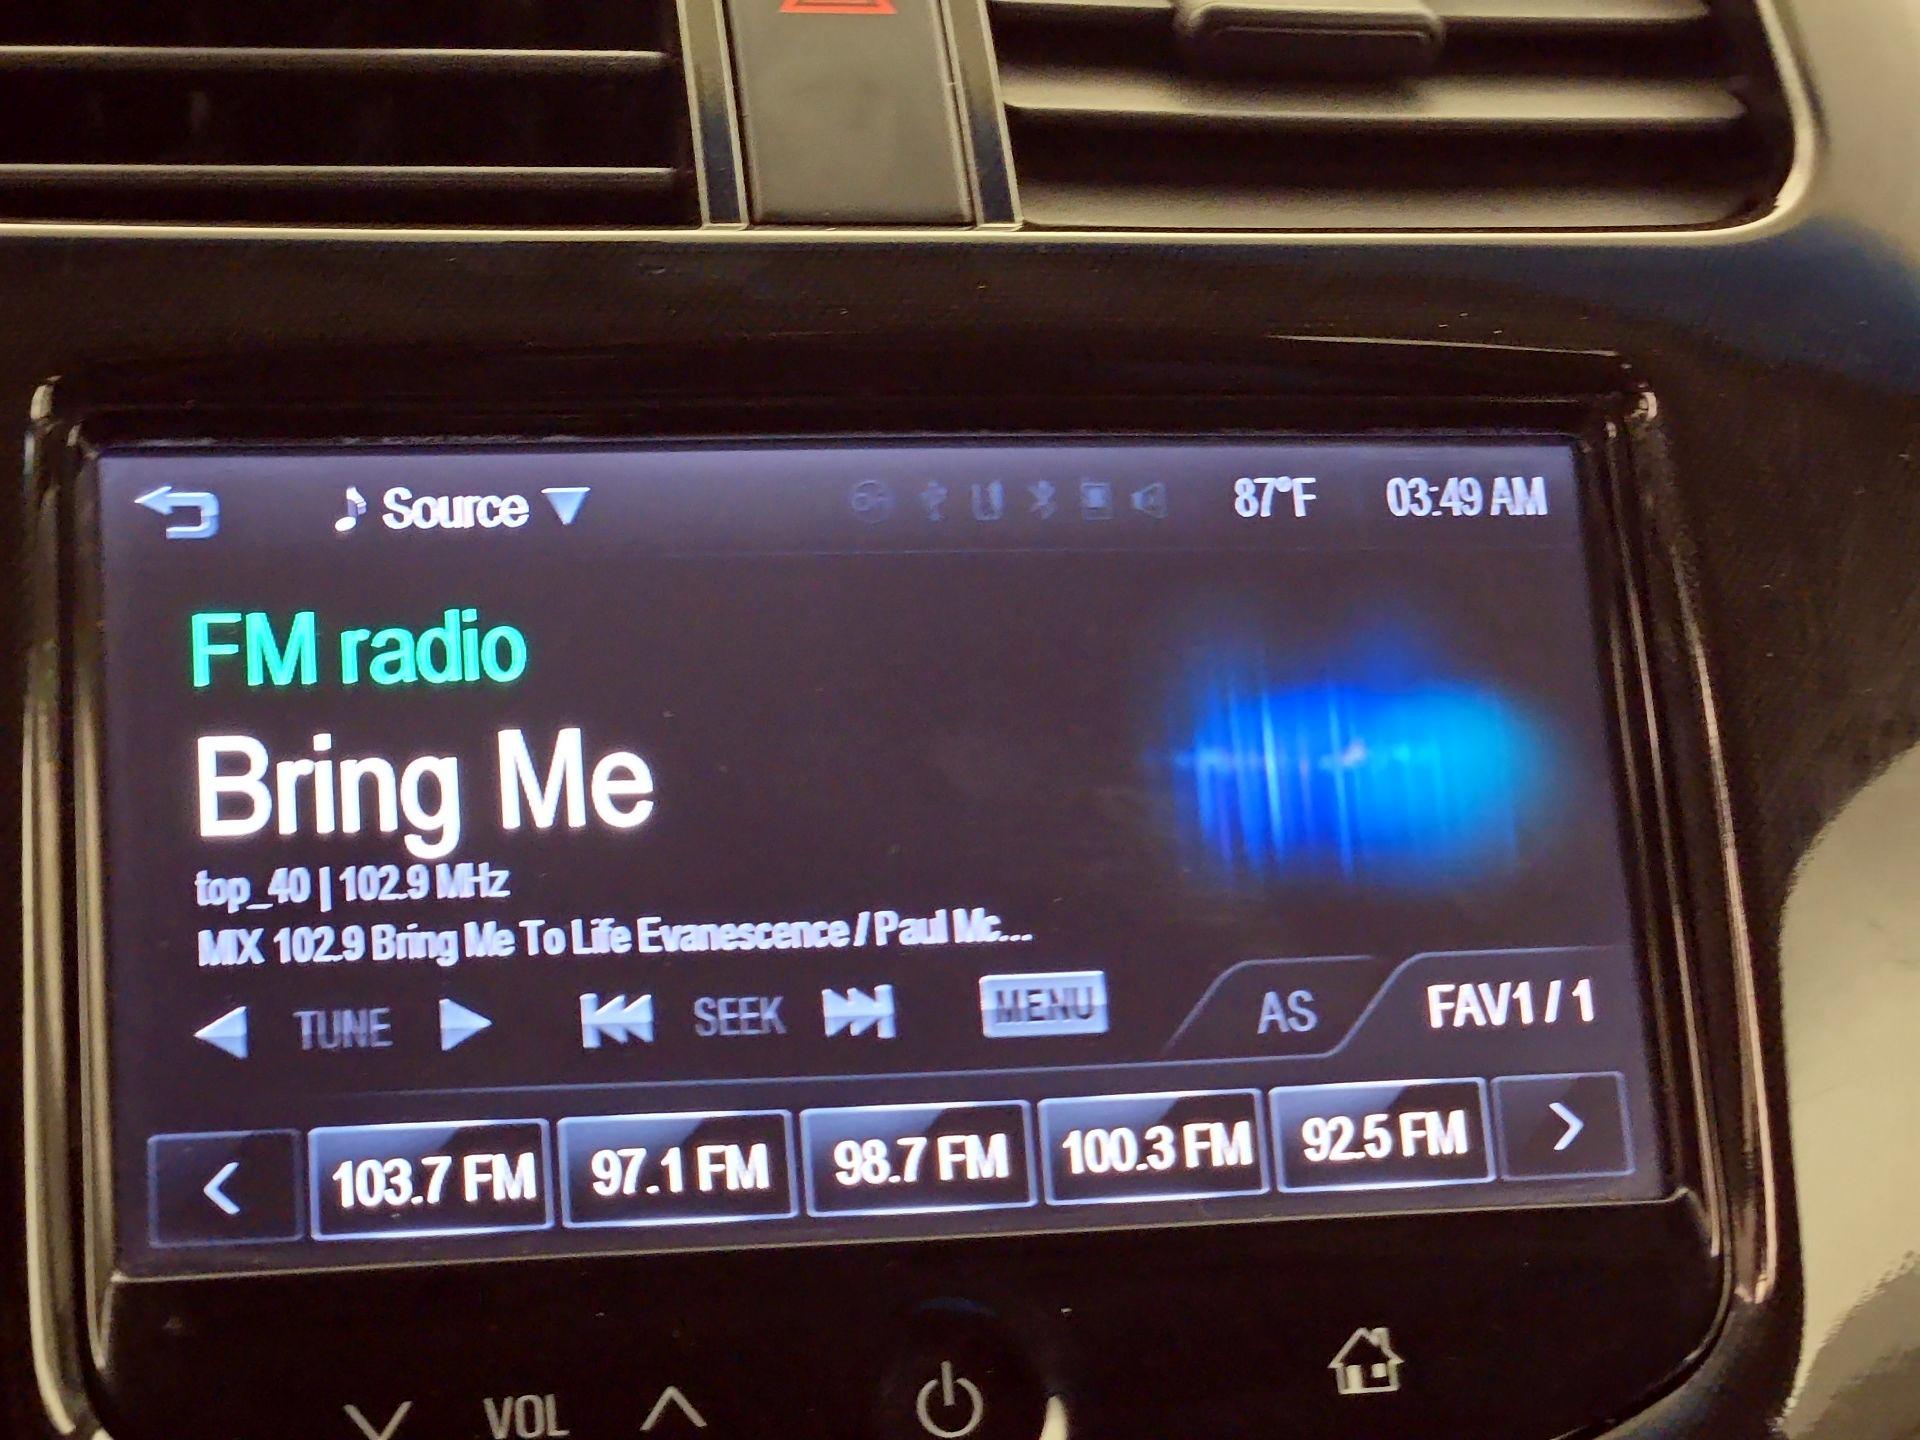 Source 87°F 03:49 AM
FM radio
Bring Me
top_40 | 102.9 MHz
MIX 102.9 Bring Me To Life Evanescence / Paul Mc...
TUNE SEEK MENU AS FAV1 / 1
103.7 FM 97.1 FM 98.7 FM 100.3 FM 92.5 FM
VOL